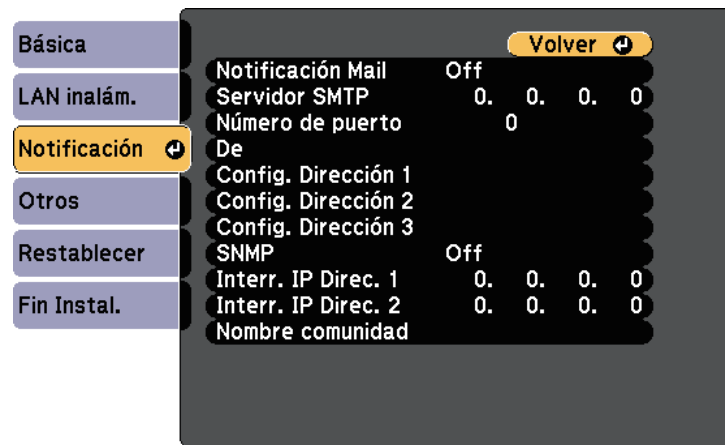 Básica
LAN inalám.
Notificación
Otros
Restablecer
Fin Instal.
Volver
Notificación Mail Off
Servidor SMTP 0. 0. 0. 0
Número de puerto 0
De
Config. Dirección 1
Config. Dirección 2
Config. Dirección 3
SNMP Off
Interr. IP Direc. 1 0. 0. 0. 0
Interr. IP Direc. 2 0. 0. 0. 0
Nombre comunidad